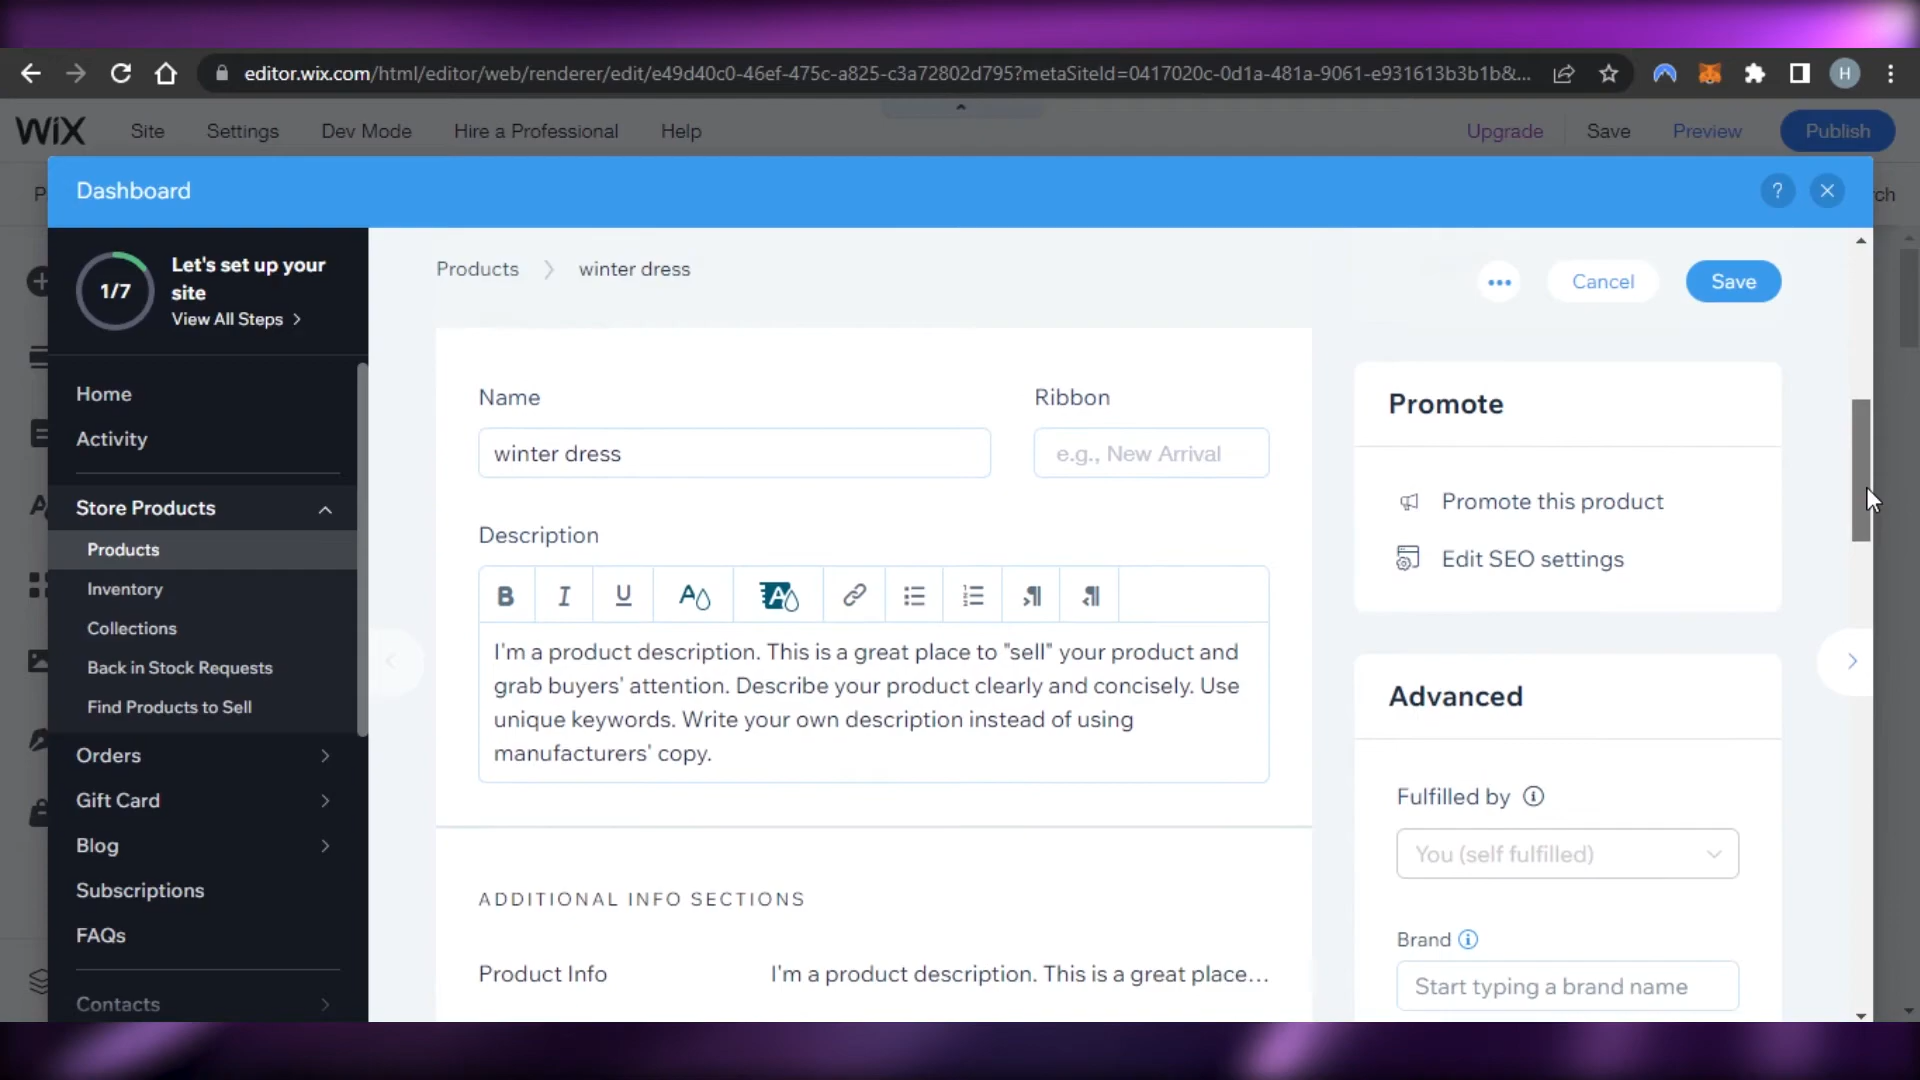 editor.wix.com/html/editor/web/renderer/edit/e49d40c0-46ef-475c-a825-c3a72802d795?metaSiteId=0417020c-0d1a-481a-9061-e931613b3b1b&...
H
WiX
Site
Settings
Dev Mode
Hire a Professional
Help
Upgrade
Save
Preview
Publish
Dashboard
?
1/7
Let's set up your
site
View All Steps >
Home
Activity
Store Products
Products
Inventory
Collections
Back in Stock Requests
Find Products to Sell
Orders
Gift Card
Blog
Subscriptions
FAQs
Contacts
Products > winter dress
Cancel
Save
Name
Ribbon
winter dress
e.g., New Arrival
Description
B I U A A
I'm a product description. This is a great place to "sell" your product and
grab buyers' attention. Describe your product clearly and concisely. Use
unique keywords. Write your own description instead of using
manufacturers' copy.
ADDITIONAL INFO SECTIONS
Product Info
I'm a product description. This is a great place...
Promote
Promote this product
Edit SEO settings
Advanced
Fulfilled by
You (self fulfilled)
Brand
Start typing a brand name